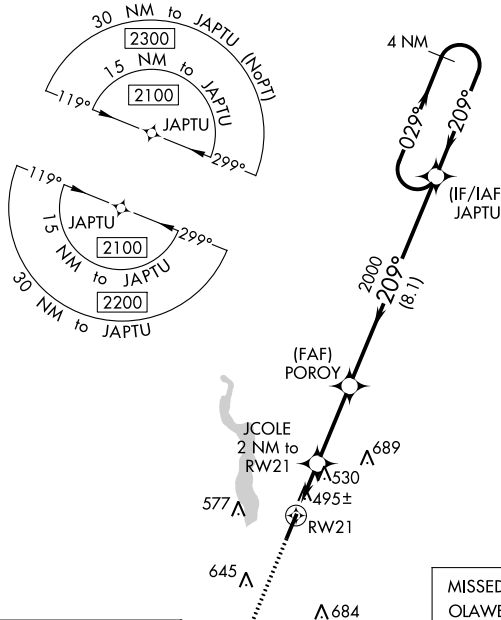 30 NM to JAPTU (NoPT)
2300
15 NM to JAPTU
2100
119°
JAPTU
299°
119°
JAPTU
299°
2100
15 NM to JAPTU
2200
30 NM to JAPTU
4 NM
029°
209°
(IF/IAF
JAPTU
2000
209°
(8.1)
(FAF)
POROY
JCOLE
2 NM to
RW21
689
530
495±
577
RW21
645
684
MISSED
OLAWE